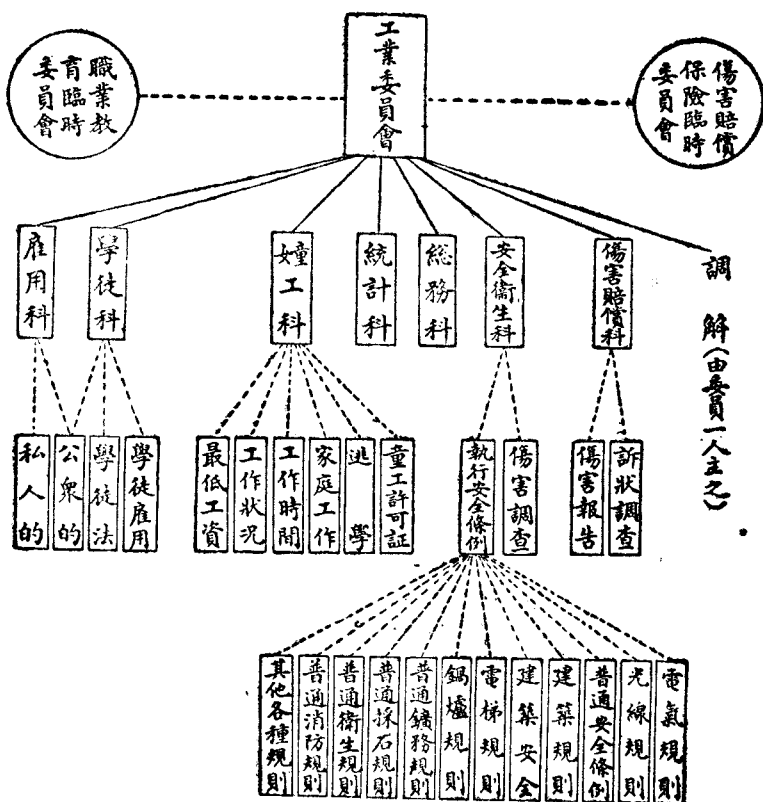 工業委員會
傷害賠償
保險臨時
委員會
職業教
育臨時
委員會
調解(由委員一人主之)
傷害賠償科
安全衞生科
総務科
統計科
女童工科
學徒科
雇用科
訴狀調查
傷害報告
傷害調查
執行安全條例
童工許可証
逃學
家庭工作
工作時間
工作狀况
最低工資
學徒雇用
學徒法
公衆的
私人的
電氣規則
光線規則
普通安全條例
建築規則
建築安全
電梯規則
鍋爐規則
普通鑛務規則
普通採石規則
普通衞生規則
普通消防規則
其他各種規則